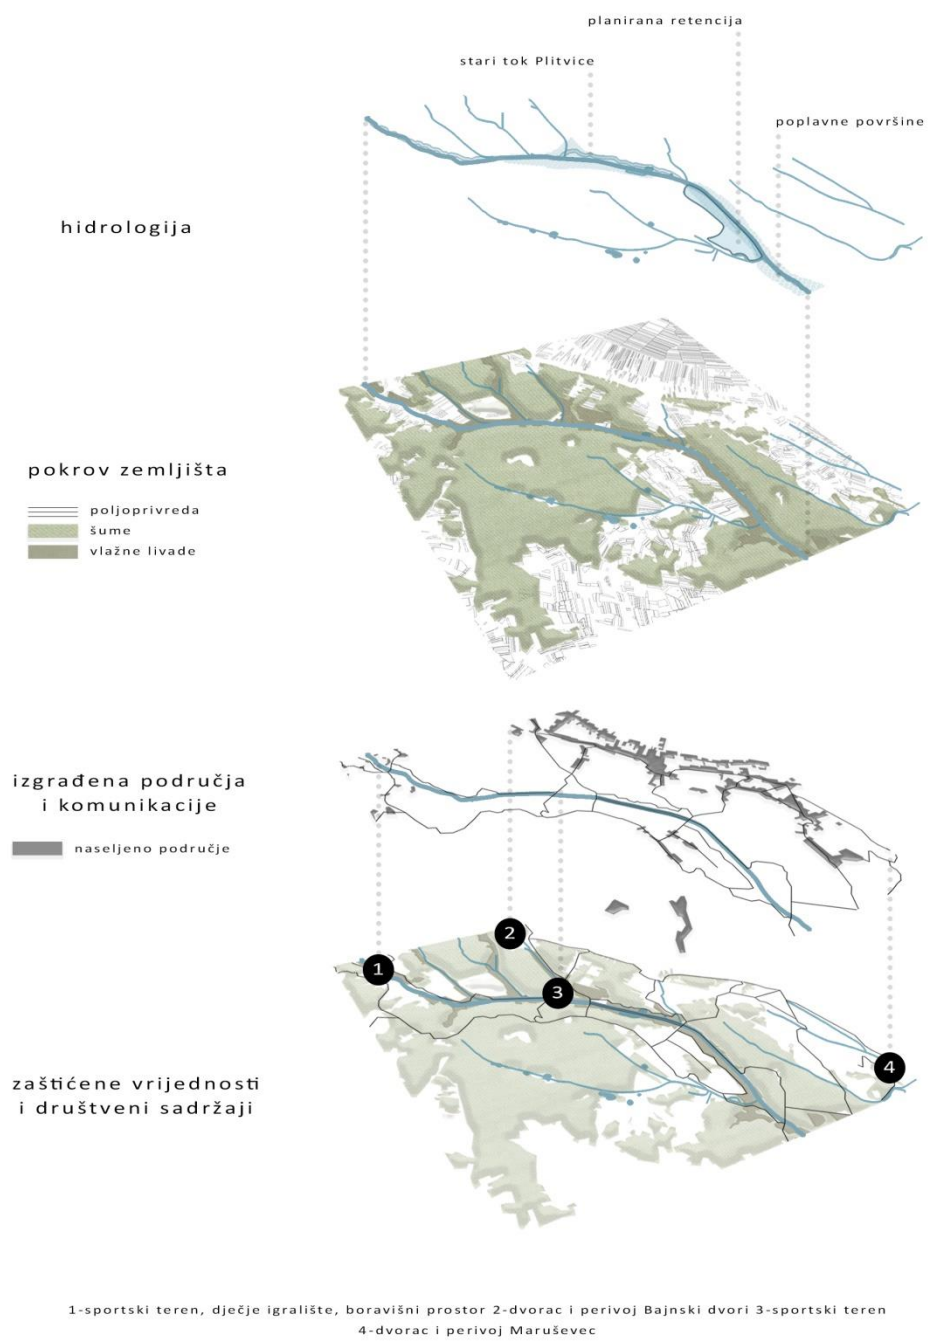 planirana retencija
stari tok Plitvice
poplavne površine
hidrologija
pokrov zemljišta
poljoprivreda
šume
vlažne livade
izgrađena područja
i komunikacije
naseljeno područje
2
1
3
4
zaštićene vrijednosti
i društveni sadržaji
1-sportski teren, dječje igralište, boravišni prostor 2-dvorac i perivoj Bajnski dvori 3-sportski teren
4-dvorac i perivoj Maruševec